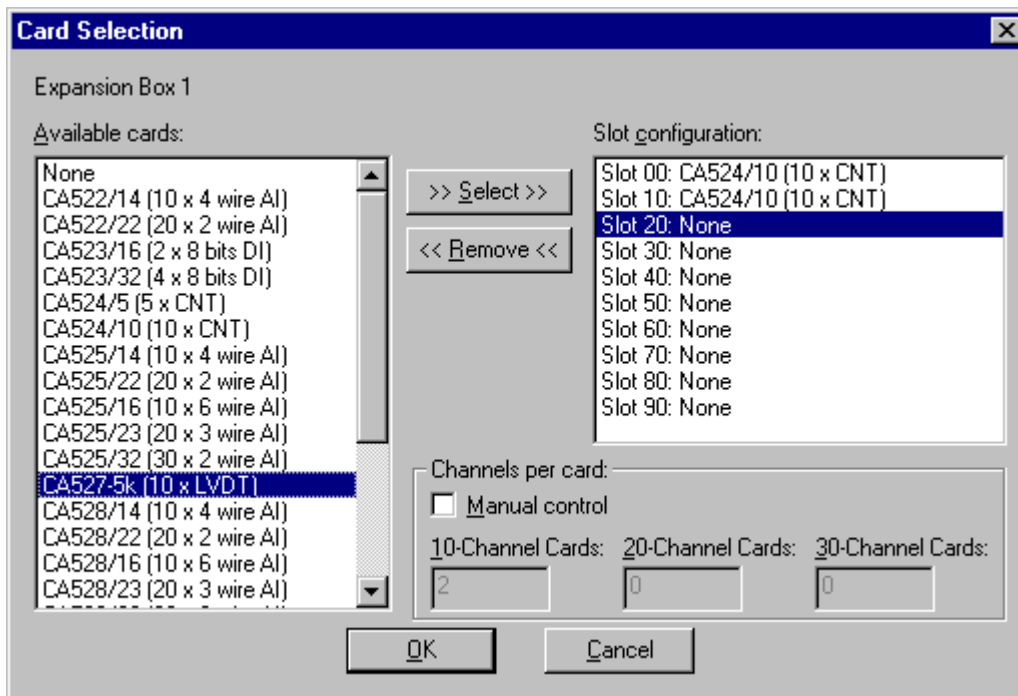 Card Selection
Expansion Box 1
Available cards:
None
CA522/14 (10 x 4 wire AI)
CA522/22 (20 x 2 wire AI)
CA523/16 (2 x 8 bits DI)
CA523/32 (4 x 8 bits DI)
CA524/5 (5 x CNT)
CA524/10 (10 x CNT)
CA525/14 (10 x 4 wire AI)
CA525/22 (20 x 2 wire AI)
CA525/16 (10 x 6 wire AI)
CA525/23 (20 x 3 wire AI)
CA525/32 (30 x 2 wire AI)
CA527-5k (10 x LVDT)
CA528/14 (10 x 4 wire AI)
CA528/22 (20 x 2 wire AI)
CA528/16 (10 x 6 wire AI)
CA528/23 (20 x 3 wire AI)
>> Select >>
<< Remove <<
Slot configuration:
Slot 00: CA524/10 (10 x CNT)
Slot 10: CA524/10 (10 x CNT)
Slot 20: None
Slot 30: None
Slot 40: None
Slot 50: None
Slot 60: None
Slot 70: None
Slot 80: None
Slot 90: None
Channels per card:
Manual control
10-Channel Cards: 20-Channel Cards: 30-Channel Cards:
2 0 0
OK Cancel